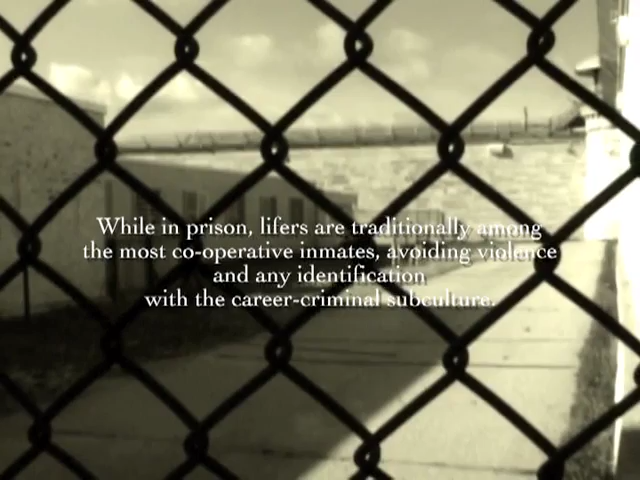 While in prison, lifers are traditionally among
the most co-operative inmates, avoiding violence
and any identification
with the career-criminal subculture.